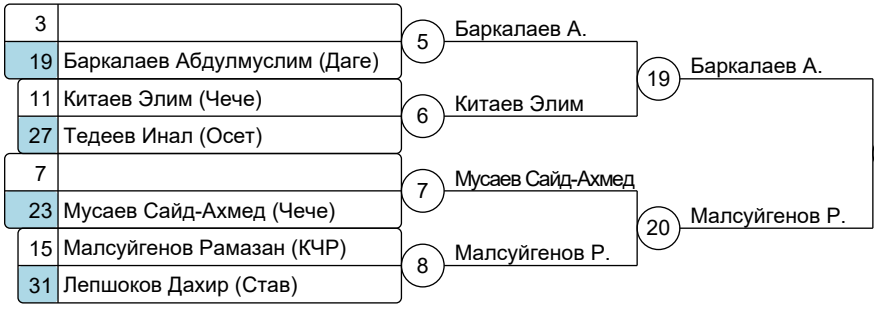 3
19 Баркалаев Абдулмуслим (Даге)
5 Баркалаев А.
11 Китаев Элим (Чече)
27 Тедеев Инал (Осет)
6 Китаев Элим
19 Баркалаев А.
7
23 Мусаев Сайд-Ахмед (Чече)
7 Мусаев Сайд-Ахмед
15 Малсуйгенов Рамазан (КЧР)
31 Лепшоков Дахир (Став)
8 Малсуйгенов Р.
20 Малсуйгенов Р.